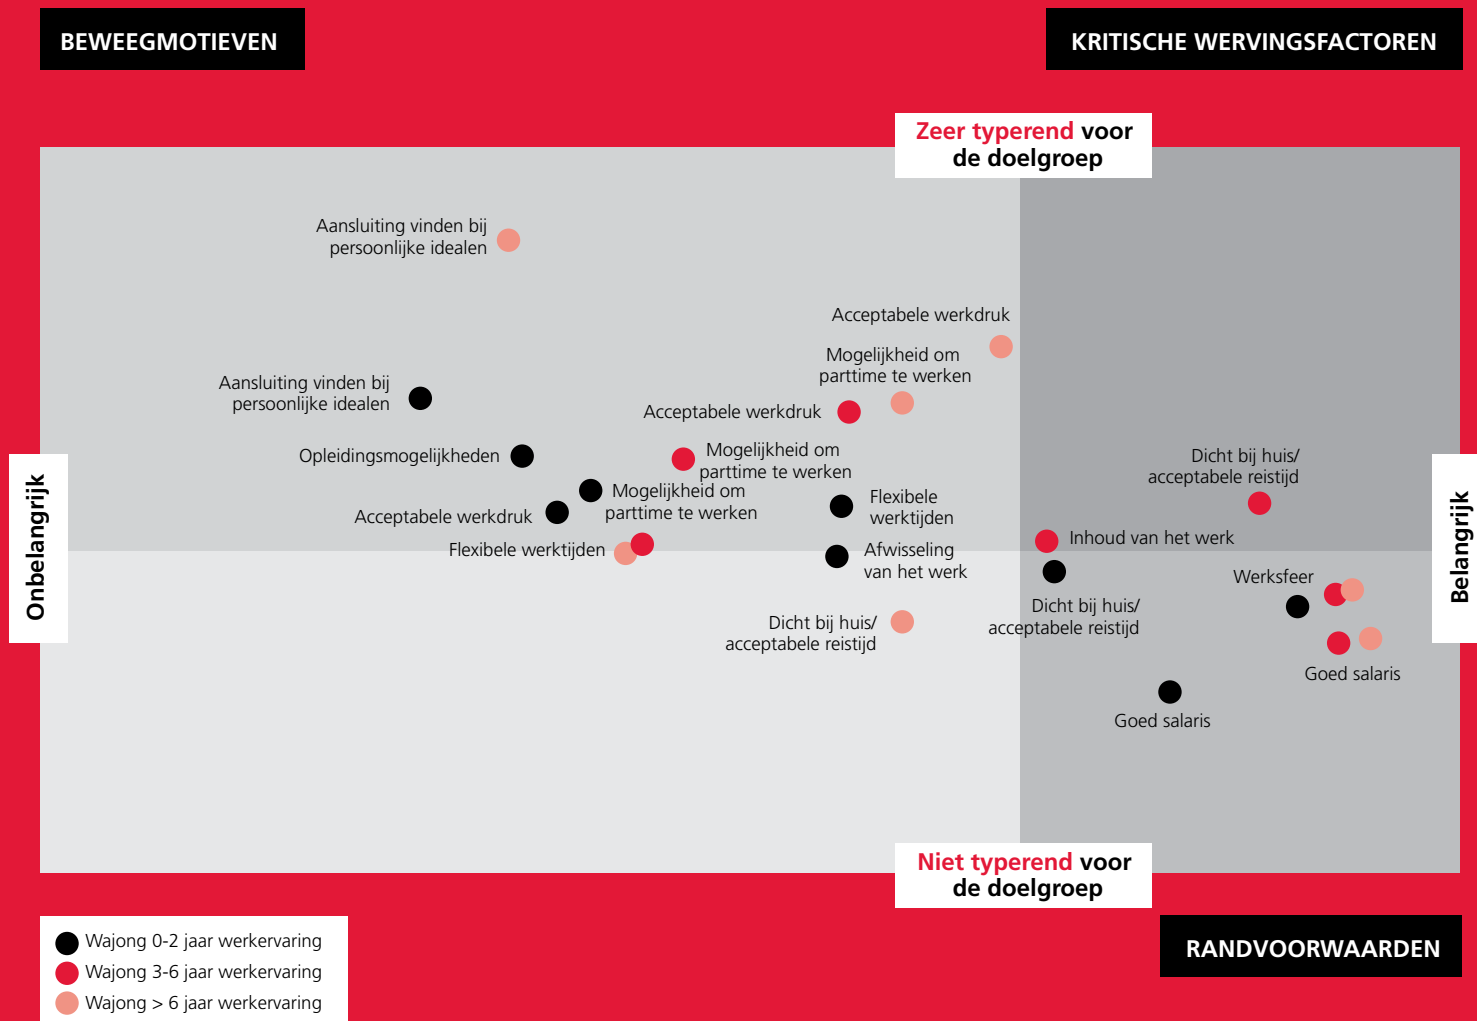 BEWEEGMOTIEVEN
KRITISCHE WERVINGSFACTOREN
Zeer typerend voor
de doelgroep
Aansluiting vinden bij
persoonlijke idealen
Acceptabele werkdruk
Mogelijkheid om
parttime te werken
Aansluiting vinden bij
persoonlijke idealen
Acceptabele werkdruk
Opleidingsmogelijkheden
Mogelijkheid om
parttime te werken
Dicht bij huis/
acceptabele reistijd
Mogelijkheid om
parttime te werken
Flexibele
werktijden
Acceptabele werkdruk
Flexibele werktijden
Afwisseling
van het werk
Inhoud van het werk
Onbelangrijk
Belangrijk
Werksfeer
Dicht bij huis/
acceptabele reistijd
Dicht bij huis/
acceptabele reistijd
Goed salaris
Goed salaris
Niet typerend voor
de doelgroep
Wajong 0-2 jaar werkervaring
Wajong 3-6 jaar werkervaring
Wajong > 6 jaar werkervaring
RANDVOORWAARDEN